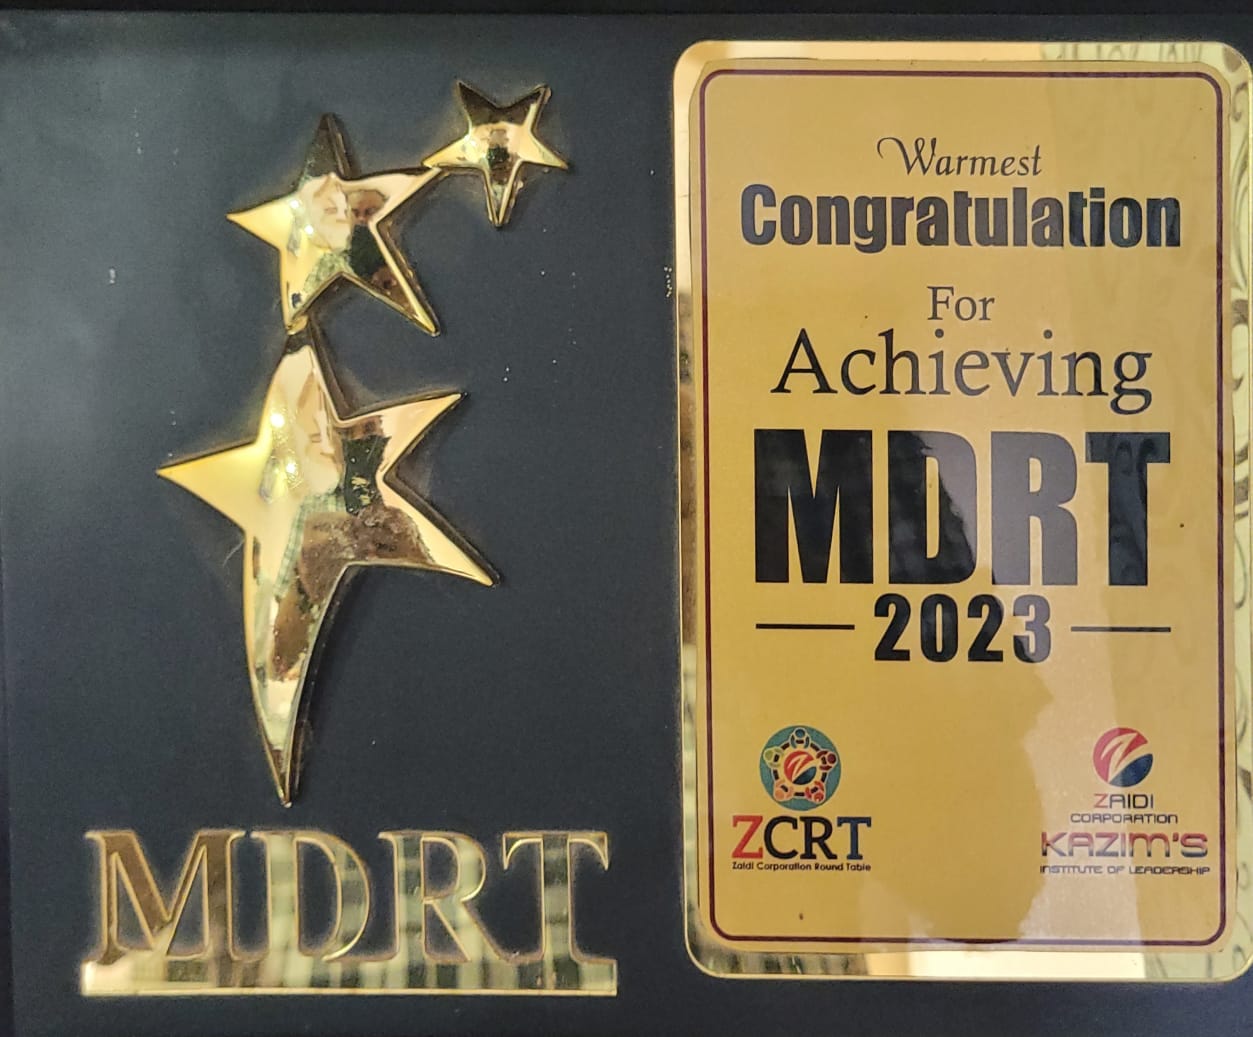 MDRT
Warmest
Congratulation
For
Achieving
MDRT
2023
ZCRT
Zaidi Corporation Round Table
ZAIDI
CORPORATION
KAZIM'S
INSTITUTE OF LEADERSHIP